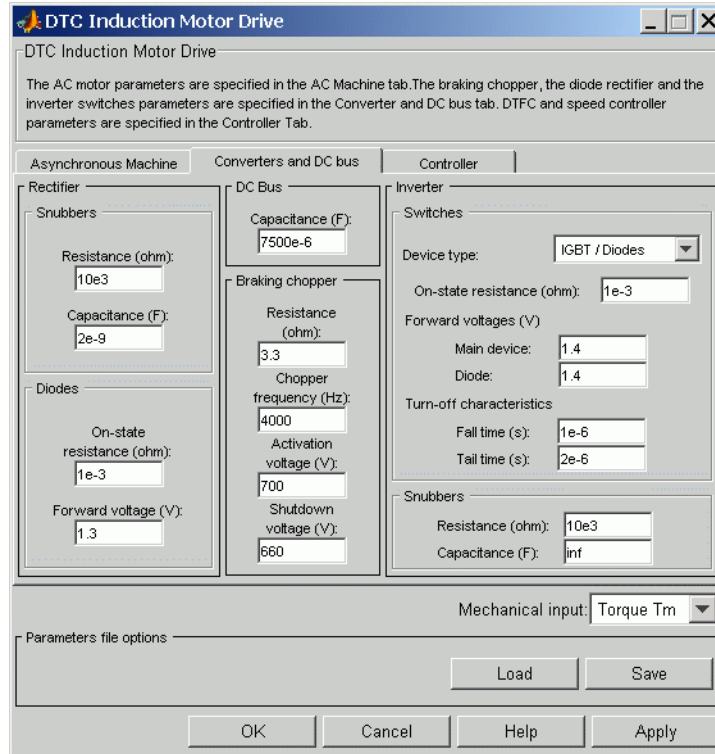 DTC Induction Motor Drive
DTC Induction Motor Drive
The AC motor parameters are specified in the AC Machine tab.The braking chopper, the diode rectifier and the
inverter switches parameters are specified in the Converter and DC bus tab. DTFC and speed controller
parameters are specified in the Controller Tab.
Asynchronous Machine
Converters and DC bus
Controller
Rectifier
Snubbers
Resistance (ohm):
10e3
Capacitance (F):
2e-9
Diodes
On-state
resistance (ohm):
1e-3
Forward voltage (V):
1.3
DC Bus
Capacitance (F):
7500e-6
Braking chopper
Resistance
(ohm):
3.3
Chopper
frequency (Hz):
4000
Activation
voltage (V):
700
Shutdown
voltage (V):
660
Inverter
Switches
Device type: IGBT / Diodes
On-state resistance (ohm): 1e-3
Forward voltages (V)
Main device: 1.4
Diode: 1.4
Turn-off characteristics
Fall time (s): 1e-6
Tail time (s): 2e-6
Snubbers
Resistance (ohm): 10e3
Capacitance (F): inf
Mechanical input: Torque Tm
Parameters file options
Load
Save
OK
Cancel
Help
Apply